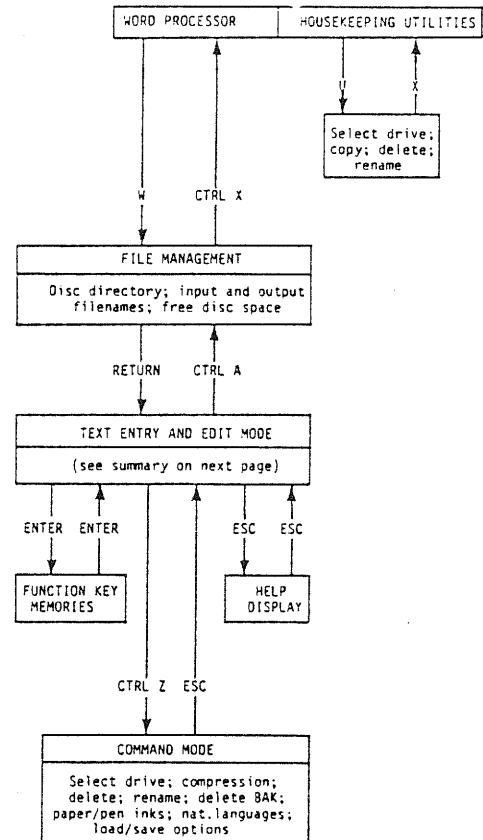 WORD PROCESSOR
HOUSEKEEPING UTILITIES
U
X
Select drive;
copy; delete;
rename
W
CTRL X
FILE MANAGEMENT
Disc directory; input and output
filenames; free disc space
RETURN
CTRL A
TEXT ENTRY AND EDIT MODE
(see summary on next page)
ENTER
ENTER
ESC
ESC
FUNCTION KEY
MEMORIES
HELP
DISPLAY
CTRL Z
ESC
COMMAND MODE
Select drive; compression;
delete; rename; delete BAK;
paper/pen inks; nat.languages;
load/save options